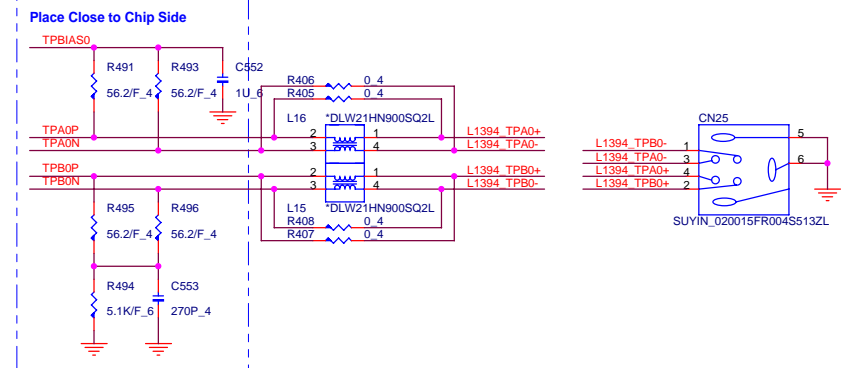 Place Close to Chip Side
TPBIAS0
R491
56.2/F_4
R493
56.2/F_4
C552
1U_6
R406
0_4
R405
0_4
L16
*DLW21HN900SQ2L
TPA0P
2
1
L1394_TPA0+
TPA0N
3
4
L1394_TPA0-
TPB0P
2
1
L1394_TPB0+
TPB0N
3
4
L1394_TPB0-
L15
*DLW21HN900SQ2L
R408
0_4
R407
0_4
R495
56.2/F_4
R496
56.2/F_4
R494
5.1K/F_6
C553
270P_4
CN25
L1394_TPB0-
1
5
L1394_TPA0-
3
6
L1394_TPA0+
4
L1394_TPB0+
2
SUYIN_020015FR004S513ZL